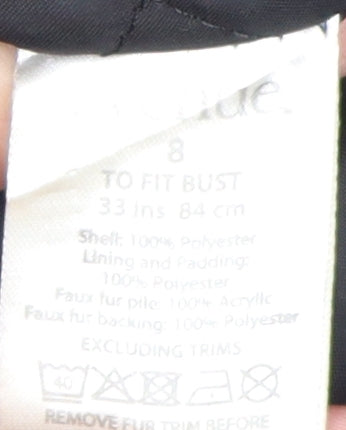 8
TO FIT BUST
33 ins 84 cm
Shell: 100% Polyester
Lining and Padding:
100% Polyester
Faux fur pile: 100% Acrylic
Faux fur backing: 100% Polyester
EXCLUDING TRIMS
40
REMOVE FUR TRIM BEFORE